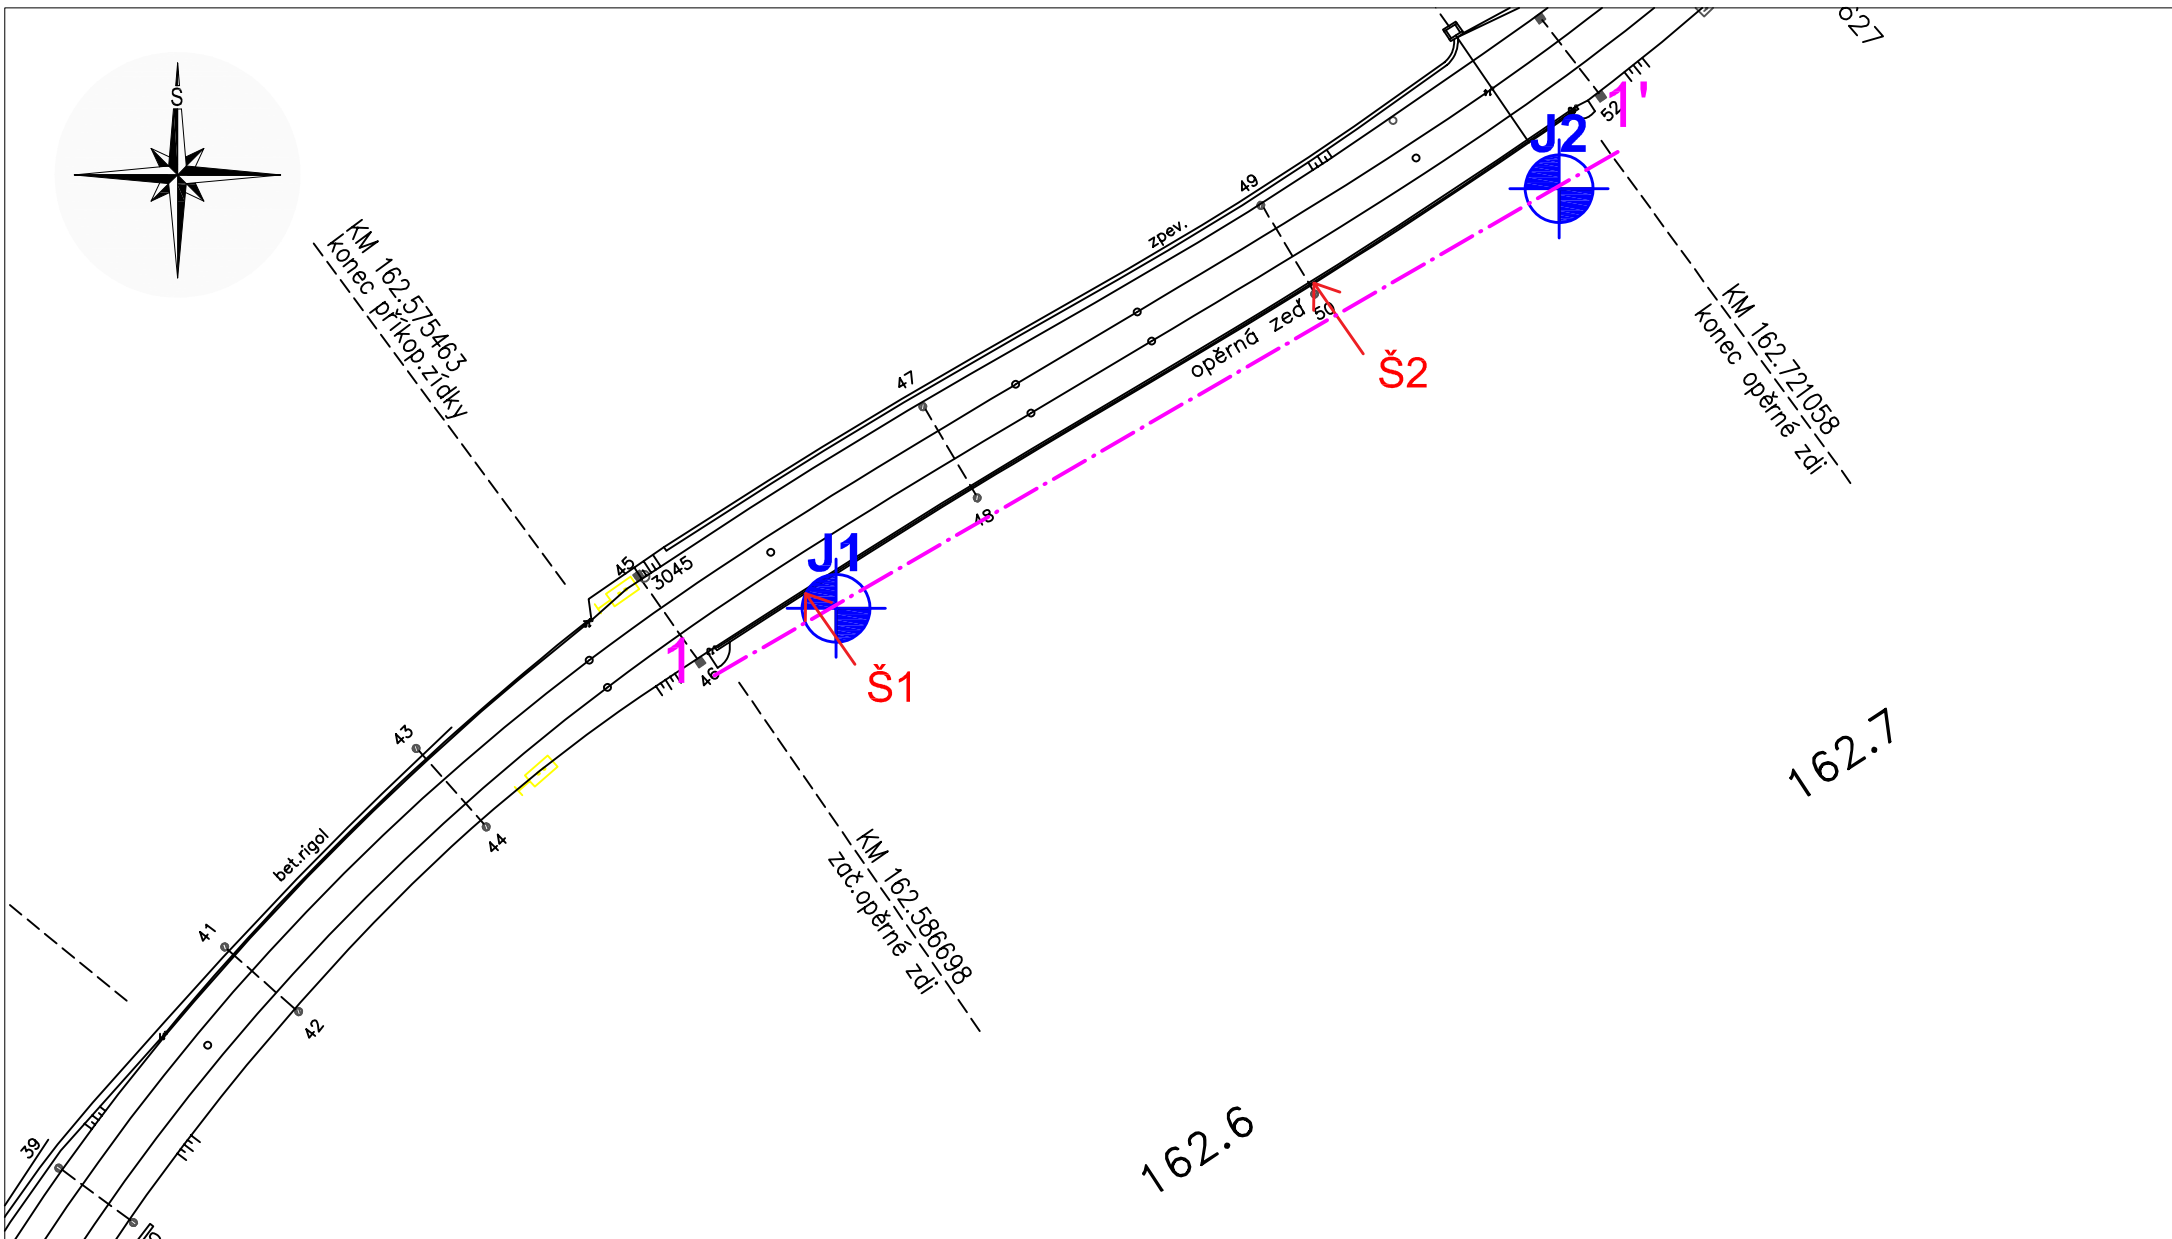 S
627
1'
52
J2
49
zpev.
KM 162.575463
konec příkop.zídky
50
opěrná zeď
KM 162.721058
konec opěrné zdi
Š2
47
48
J1
45
3045
1
46
Š1
43
162.7
44
bet.rigol
KM 162.586698
zač.opěrné zdi
41
42
39
162.6